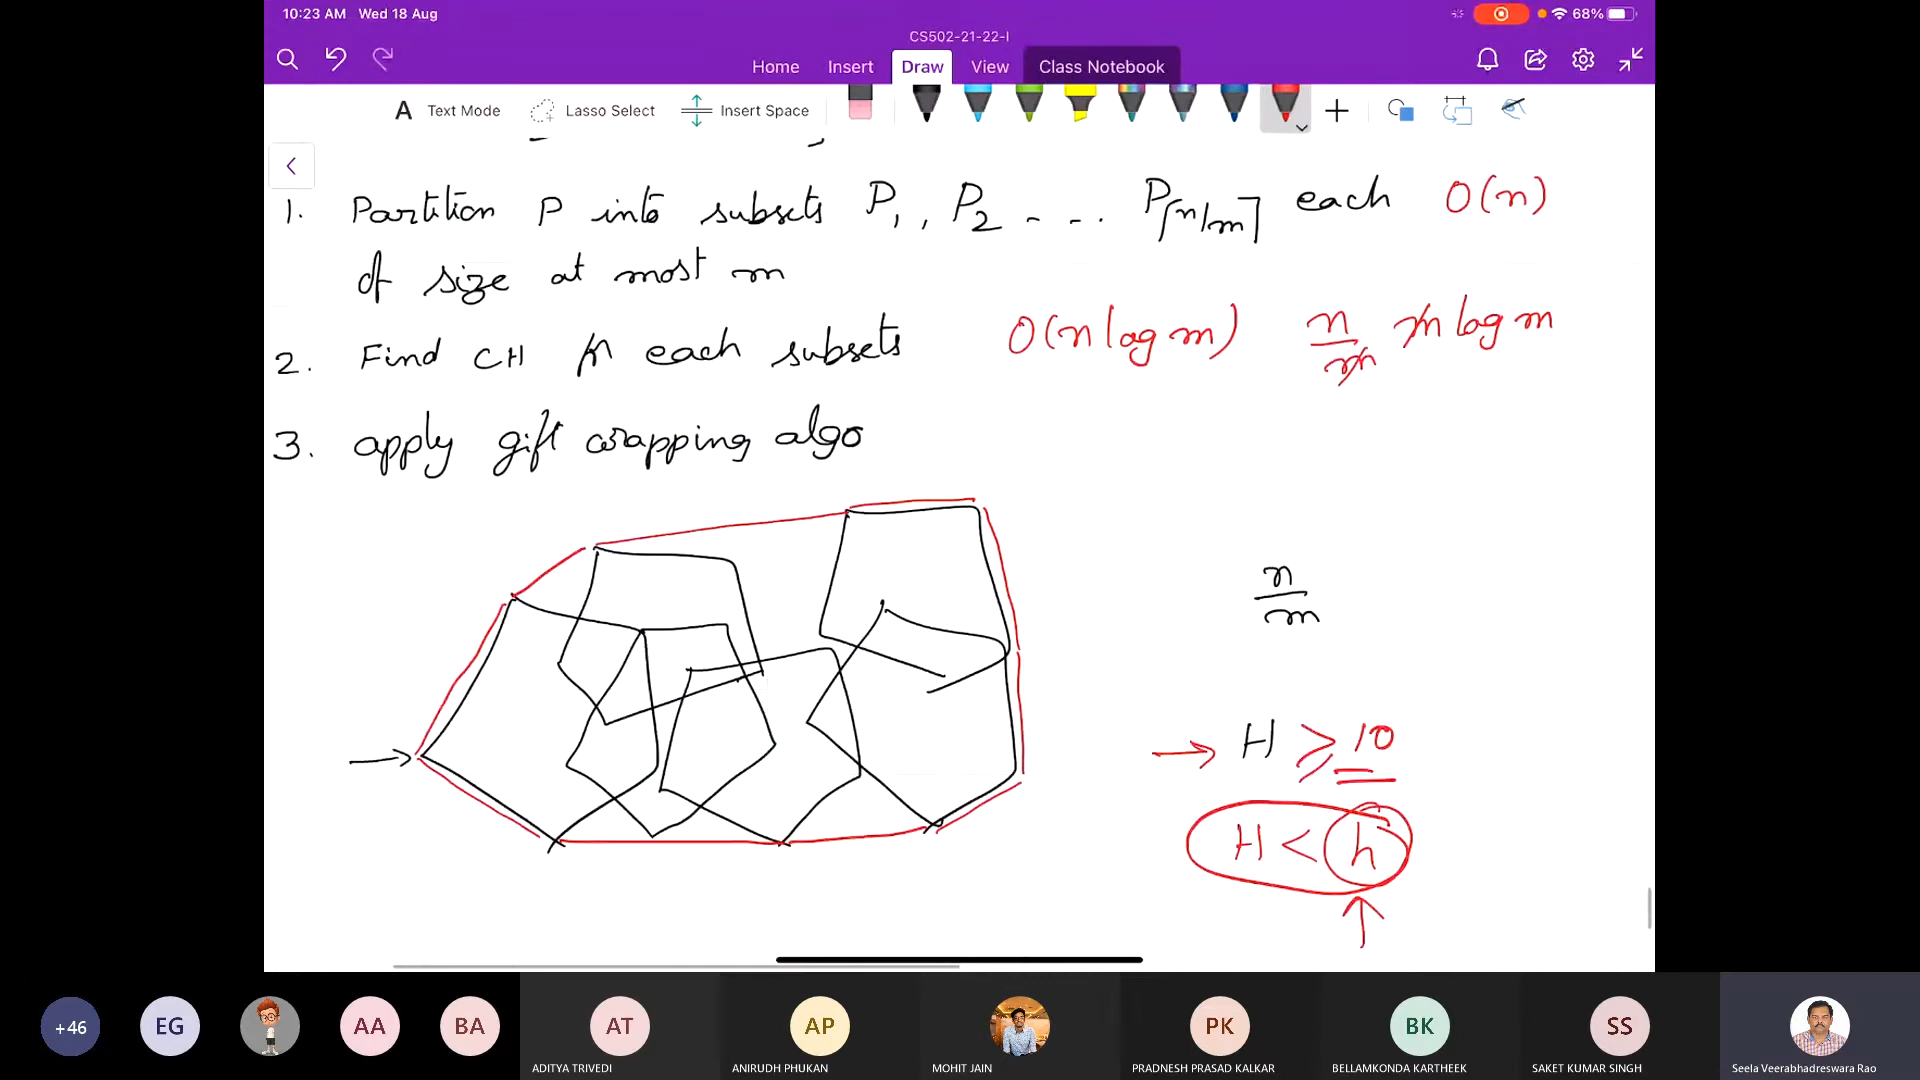 10:23 AM Wed 18 Aug
68%
CS502-21-22-I
Home Insert Draw View Class Notebook
A Text Mode Lasso Select Insert Space
1. Partition P into subsets P1, P2 - - .. P⌈n/m⌉ each O(n)
of size at most m
2. Find CH for each subsets O(n log m) n/m m log m
3. apply gift wrapping algo
n/m
→ H ≥ 10
H < h
+46 EG AA BA AT AP PK BK SS
ADITYA TRIVEDI ANIRUDH PHUKAN MOHIT JAIN PRADNESH PRASAD KALKAR BELLAMKONDA KARTHEEK SAKET KUMAR SINGH Seela Veerabhadreswara Rao